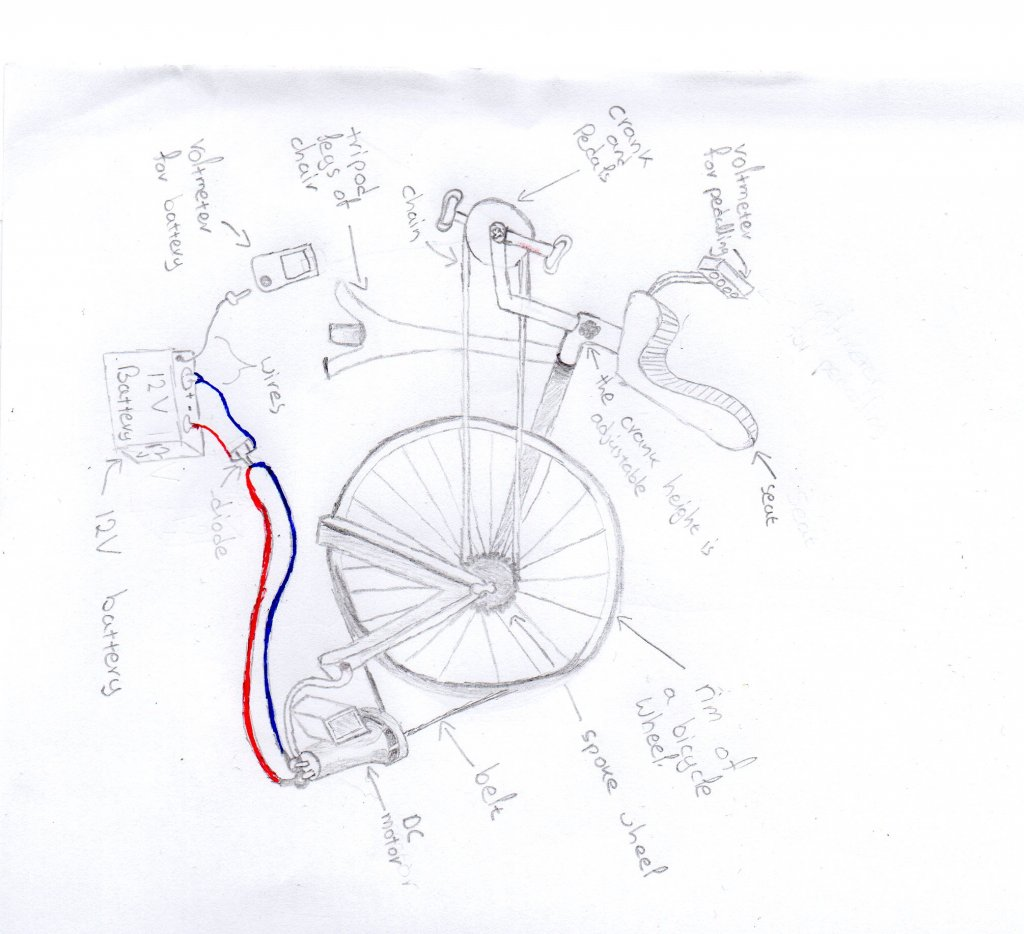 voltmeter
for pedalling
seat
rim of
a bicycle
wheel
the crank height is
adjustable
spoke wheel
crank
and
Pedals
belt
chain
DC
motor
tripod
legs of
chair
wires
diode
voltmeter
for battery
12 V
Battery
12V battery